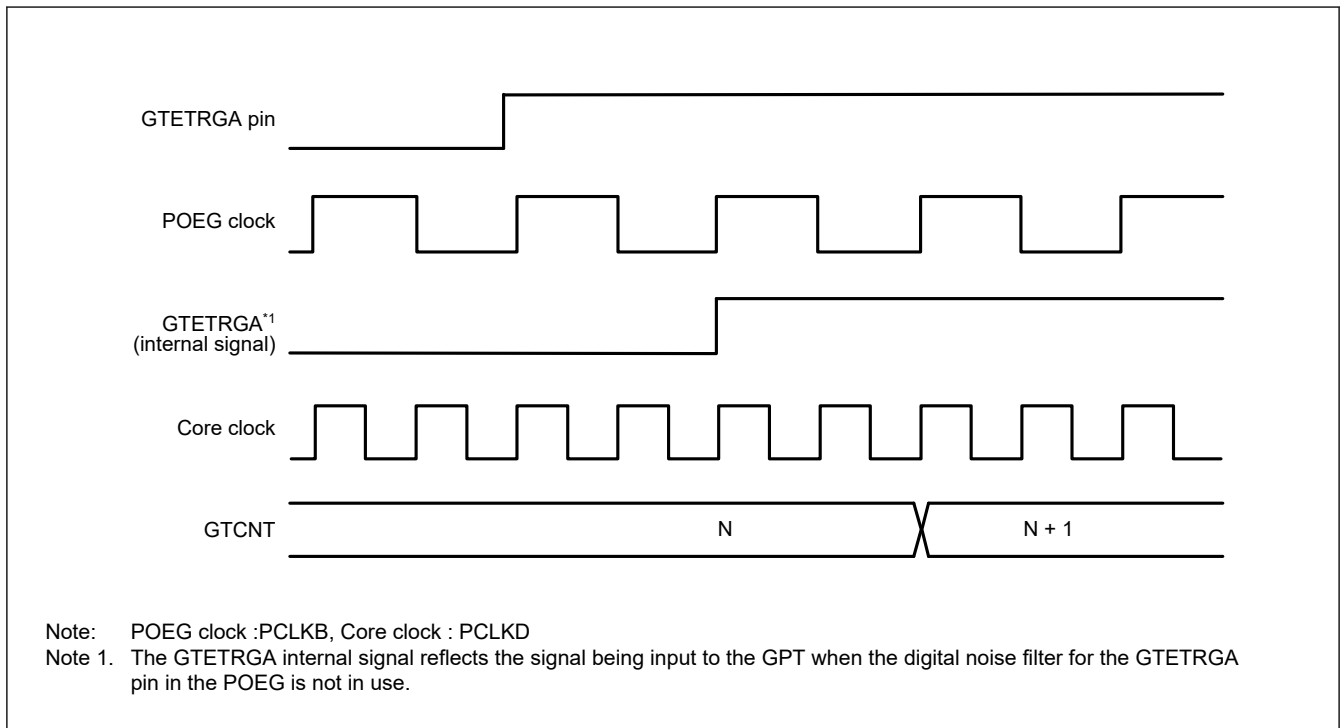 GTETRGA pin
POEG clock
GTETRGA*1
(internal signal)
Core clock
GTCNT N N + 1
Note: POEG clock :PCLKB, Core clock : PCLKD
Note 1. The GTETRGA internal signal reflects the signal being input to the GPT when the digital noise filter for the GTETRGA
pin in the POEG is not in use.